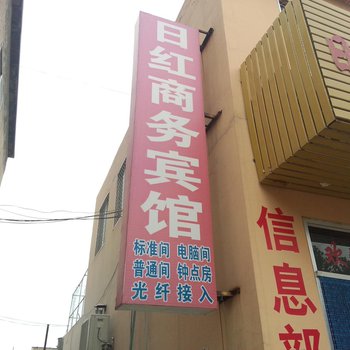 日红商务宾馆
标准间 电脑间
普通间 钟点房
光纤接入
信息部